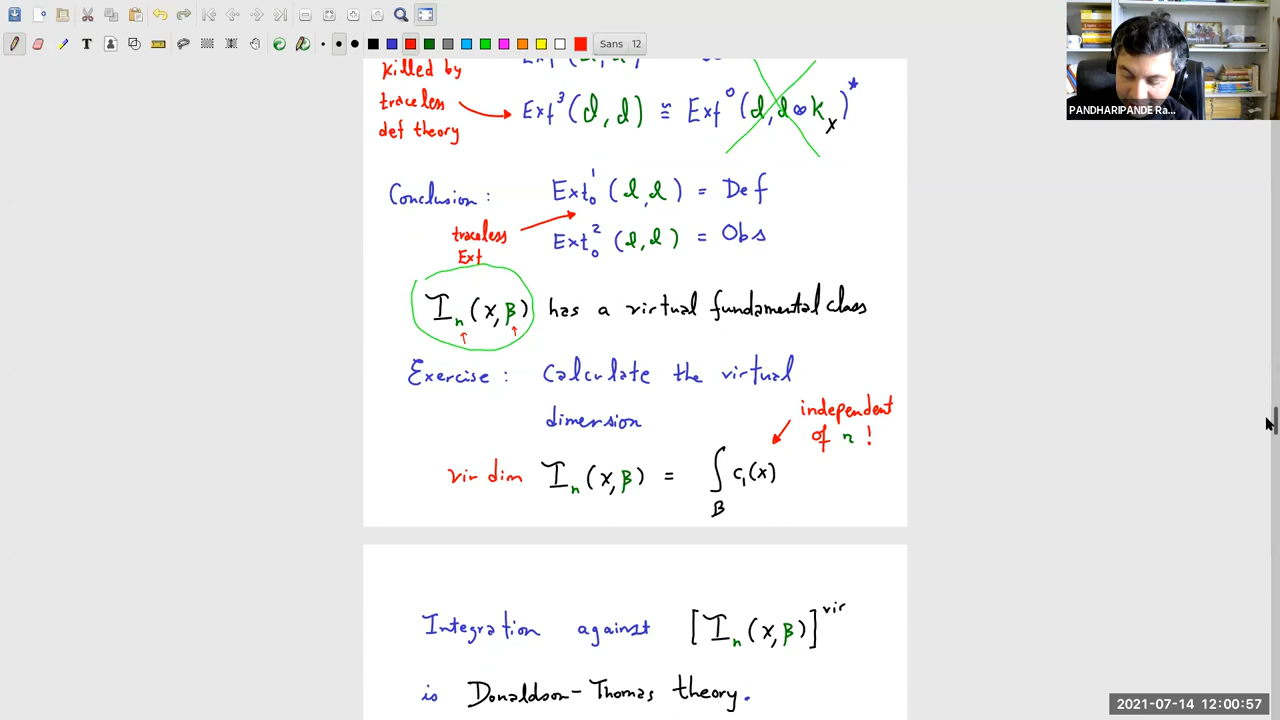 Sans 12
PANDHARIPANDE Ra...
killed by
traceless
def theory
Ext³(I, I) ≅ Ext⁰(I, I ⊗ K_X)*
Conclusion: Ext¹₀(I, I) = Def
traceless
Ext
Ext²₀(I, I) = Obs
I_n(X, β) has a virtual fundamental class
Exercise: Calculate the virtual
dimension
independent
of n!
vir dim I_n(X, β) = ∫_β c₁(X)
Integration against [I_n(X, β)]^vir
is Donaldson-Thomas theory.
2021-07-14 12:00:57